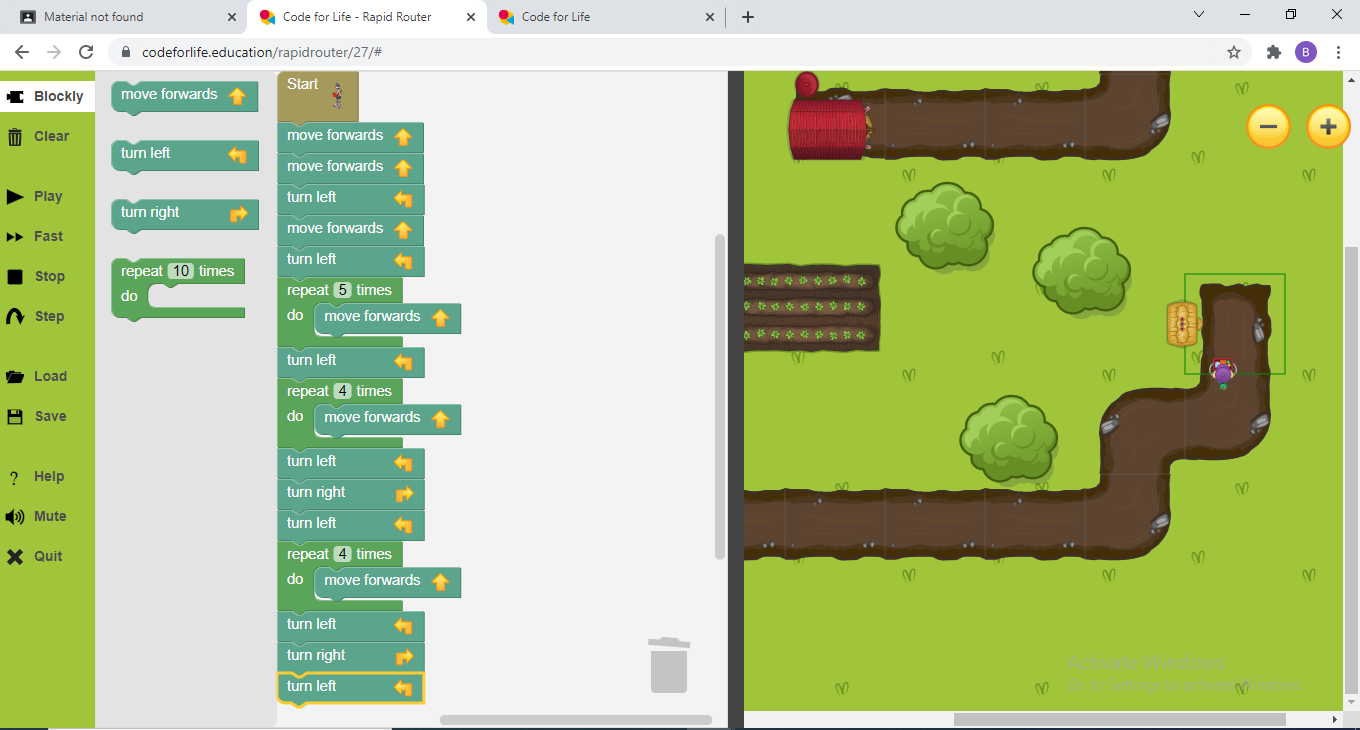 Material not found
Code for Life - Rapid Router
Code for Life
codeforlife.education/rapidrouter/27/#
B
Blockly
Clear
Play
Fast
Stop
Step
Load
Save
? Help
Mute
Quit
move forwards
turn left
turn right
repeat 10 times
do
Start
move forwards
move forwards
turn left
move forwards
turn left
repeat 5 times
do move forwards
turn left
repeat 4 times
do move forwards
turn left
turn right
turn left
repeat 4 times
do move forwards
turn left
turn right
turn left
Activate Windows
Go to Settings to activate Windows.